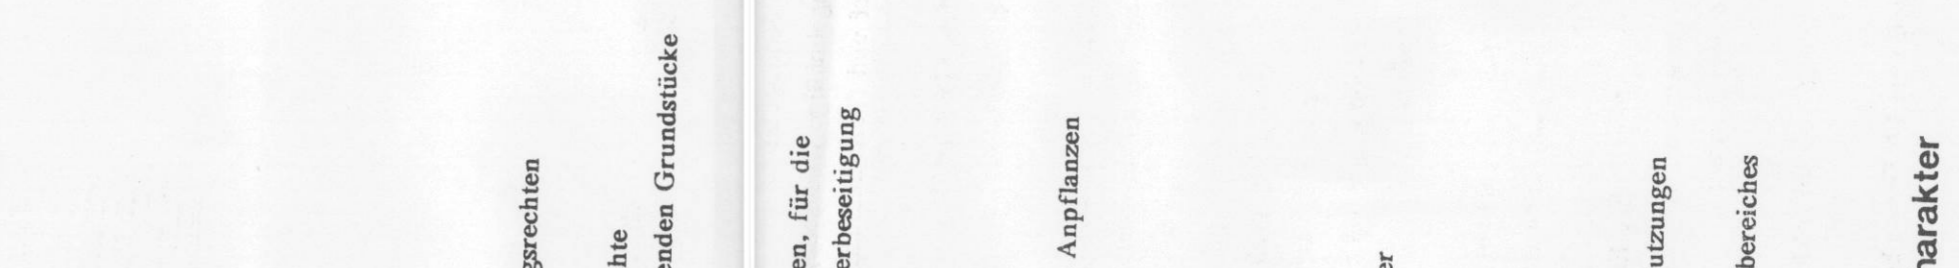 gsrechten
hte
enden Grundstücke
en, für die
erbeseitigung
Anpflanzen
er
utzungen
bereiches
harakter